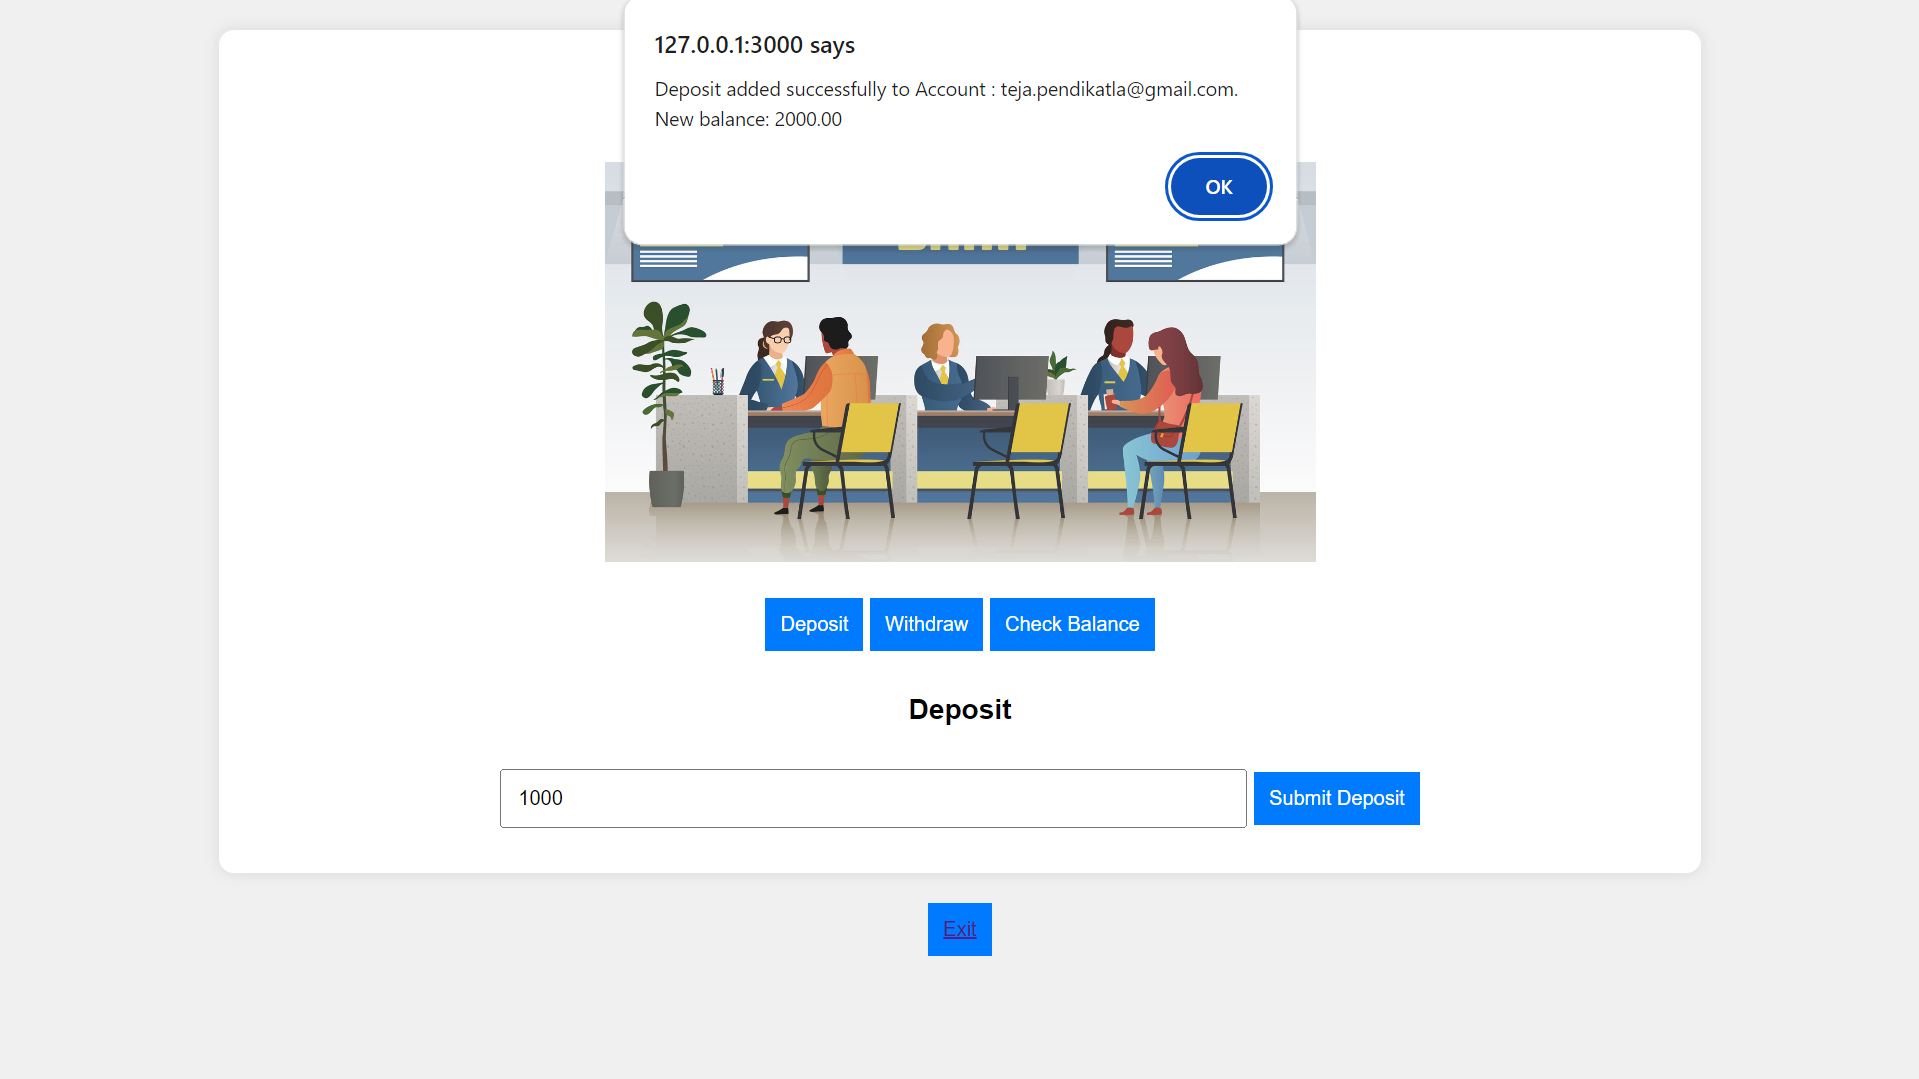 127.0.0.1:3000 says
Deposit added successfully to Account : teja.pendikatla@gmail.com.
New balance: 2000.00
OK
Deposit
Withdraw
Check Balance
Deposit
1000
Submit Deposit
Exit